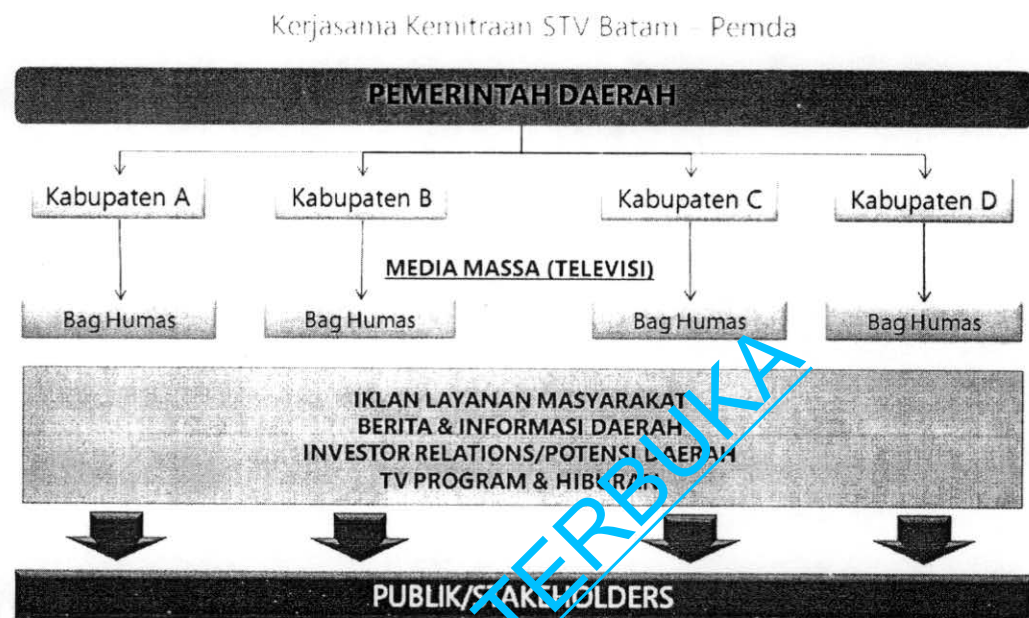 Kerjasama Kemitraan STV Batam – Pemda
PEMERINTAH DAERAH
Kabupaten A Kabupaten B Kabupaten C Kabupaten D
MEDIA MASSA (TELEVISI)
Bag Humas Bag Humas Bag Humas Bag Humas
IKLAN LAYANAN MASYARAKAT
BERITA & INFORMASI DAERAH
INVESTOR RELATIONS/POTENSI DAERAH
TV PROGRAM & HIBURAN
PUBLIK/STAKEHOLDERS
TERBUKA